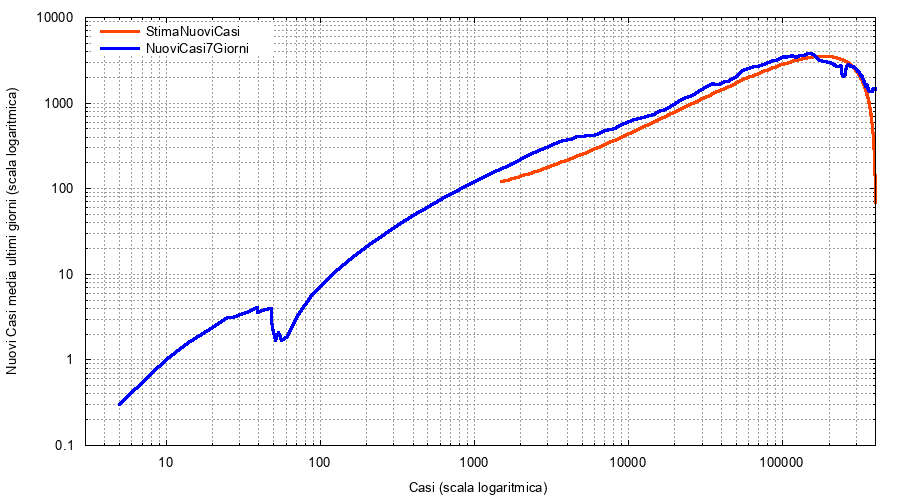 10000
1000
100
10
1
0.1
StimaNuoviCasi
NuoviCasi7Giorni
Nuovi Casi media ultimi giorni (scala logaritmica)
10
100
1000
10000
100000
Casi (scala logaritmica)